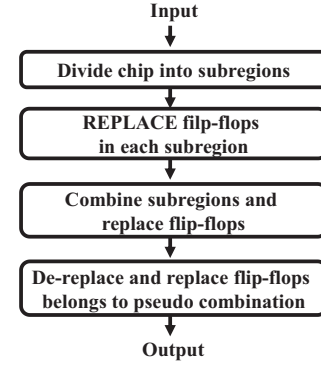 Input
Divide chip into subregions
REPLACE filp-flops
in each subregion
Combine subregions and
replace flip-flops
De-replace and replace flip-flops
belongs to pseudo combination
Output